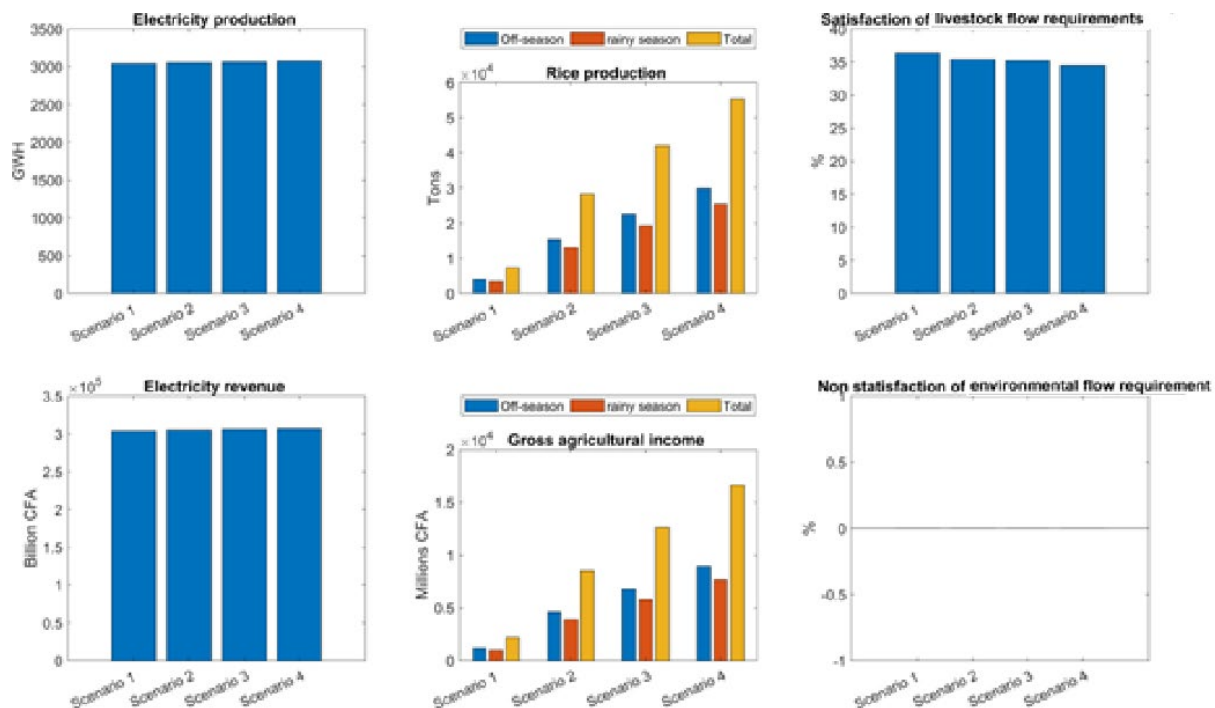 Electricity production
3500
3000
2500
2000
1500
1000
500
0
GWH
Scenario 1
Scenario 2
Scenario 3
Scenario 4
Off-season rainy season Total
Rice production
×10⁴
6
5
4
3
2
1
0
Tons
Scenario 1
Scenario 2
Scenario 3
Scenario 4
Satisfaction of livestock flow requirements
40
35
30
25
20
15
10
5
0
%
Scenario 1
Scenario 2
Scenario 3
Scenario 4
Electricity revenue
×10⁵
3.5
3
2.5
2
1.5
1
0.5
0
Billion CFA
Scenario 1
Scenario 2
Scenario 3
Scenario 4
Off-season rainy season Total
Gross agricultural income
×10⁴
2
1.5
1
0.5
0
Millions CFA
Scenario 1
Scenario 2
Scenario 3
Scenario 4
Non statisfaction of environmental flow requirement
1
0.5
0
-0.5
-1
%
Scenario 1
Scenario 2
Scenario 3
Scenario 4